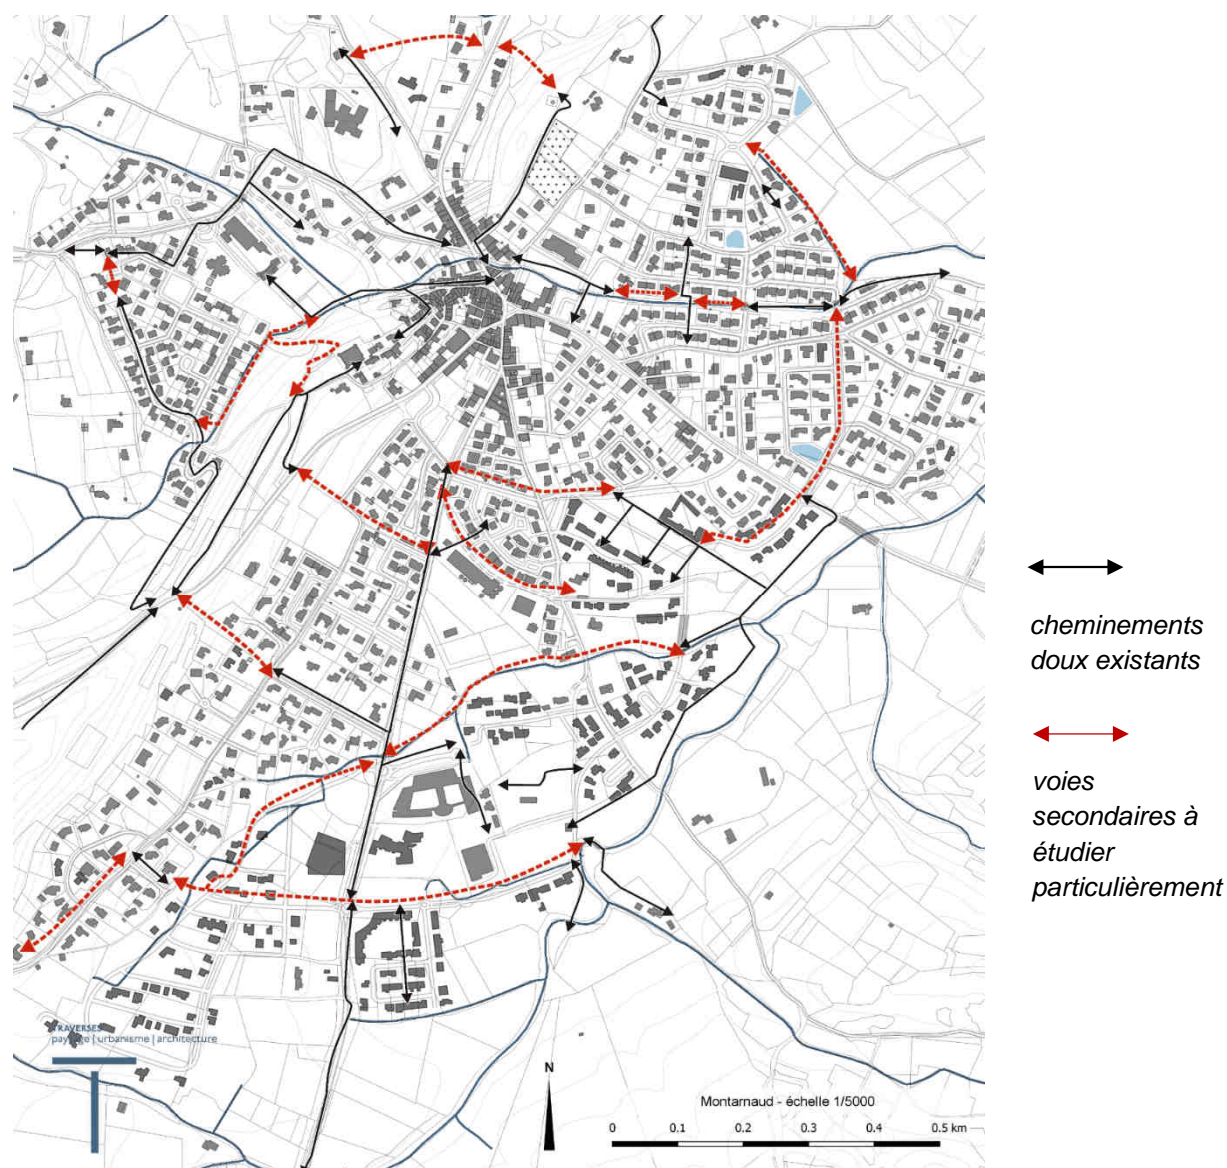 cheminements
doux existants
voies
secondaires à
étudier
particulièrement
TRAVERSES
paysage | urbanisme | architecture
N
Montarnaud - échelle 1/5000
0 0.1 0.2 0.3 0.4 0.5 km